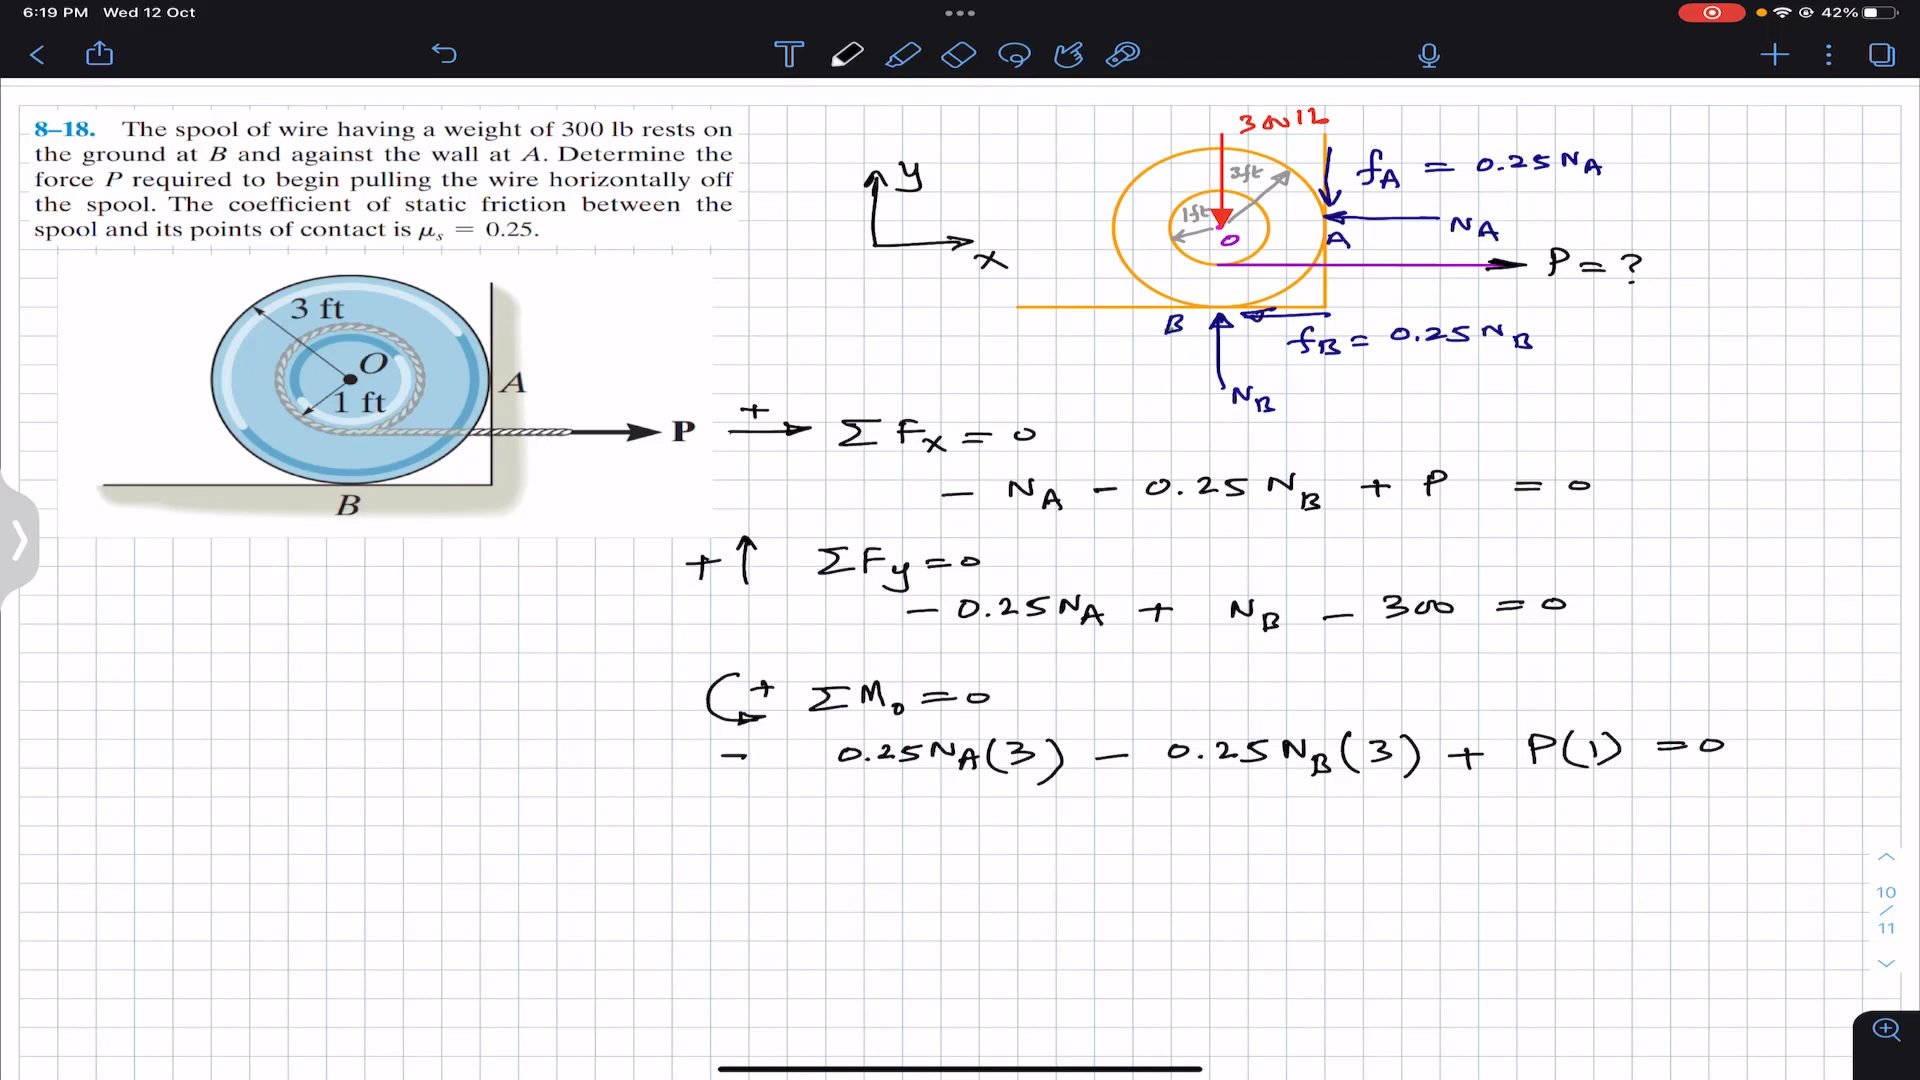 6:19 PM Wed 12 Oct
42%
8–18. The spool of wire having a weight of 300 lb rests on
the ground at B and against the wall at A. Determine the
force P required to begin pulling the wire horizontally off
the spool. The coefficient of static friction between the
spool and its points of contact is μs = 0.25.
3 ft
O
1 ft
A
P
B
y
x
300 lb
3ft
1ft
O
A
fA = 0.25 NA
NA
P = ?
B
fB = 0.25 NB
NB
+ → Σ Fx = 0
− NA − 0.25 NB + P = 0
+ ↑ ΣFy = 0
− 0.25NA + NB − 300 = 0
+ ΣMo = 0
− 0.25NA(3) − 0.25NB(3) + P(1) = 0
10
/
11